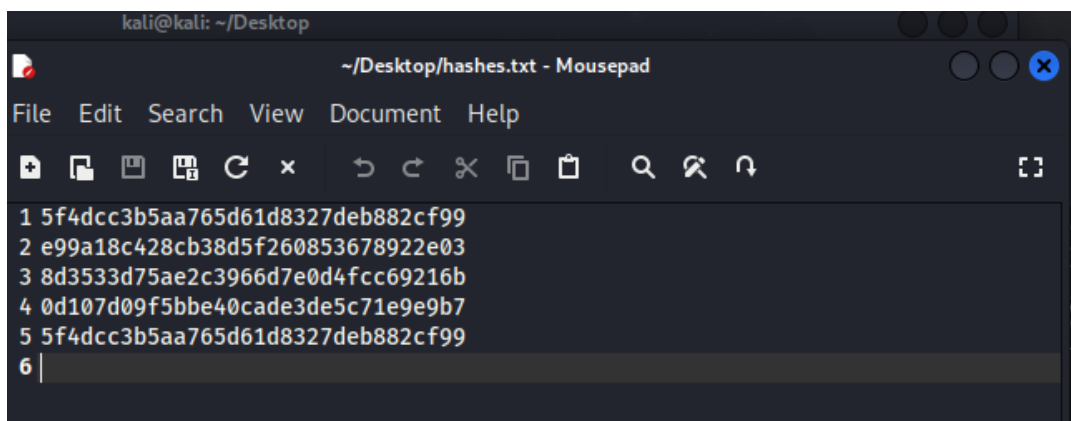 kali@kali: ~/Desktop
~/Desktop/hashes.txt - Mousepad
File Edit Search View Document Help
1 5f4dcc3b5aa765d61d8327deb882cf99
2 e99a18c428cb38d5f260853678922e03
3 8d3533d75ae2c3966d7e0d4fcc69216b
4 0d107d09f5bbe40cade3de5c71e9e9b7
5 5f4dcc3b5aa765d61d8327deb882cf99
6